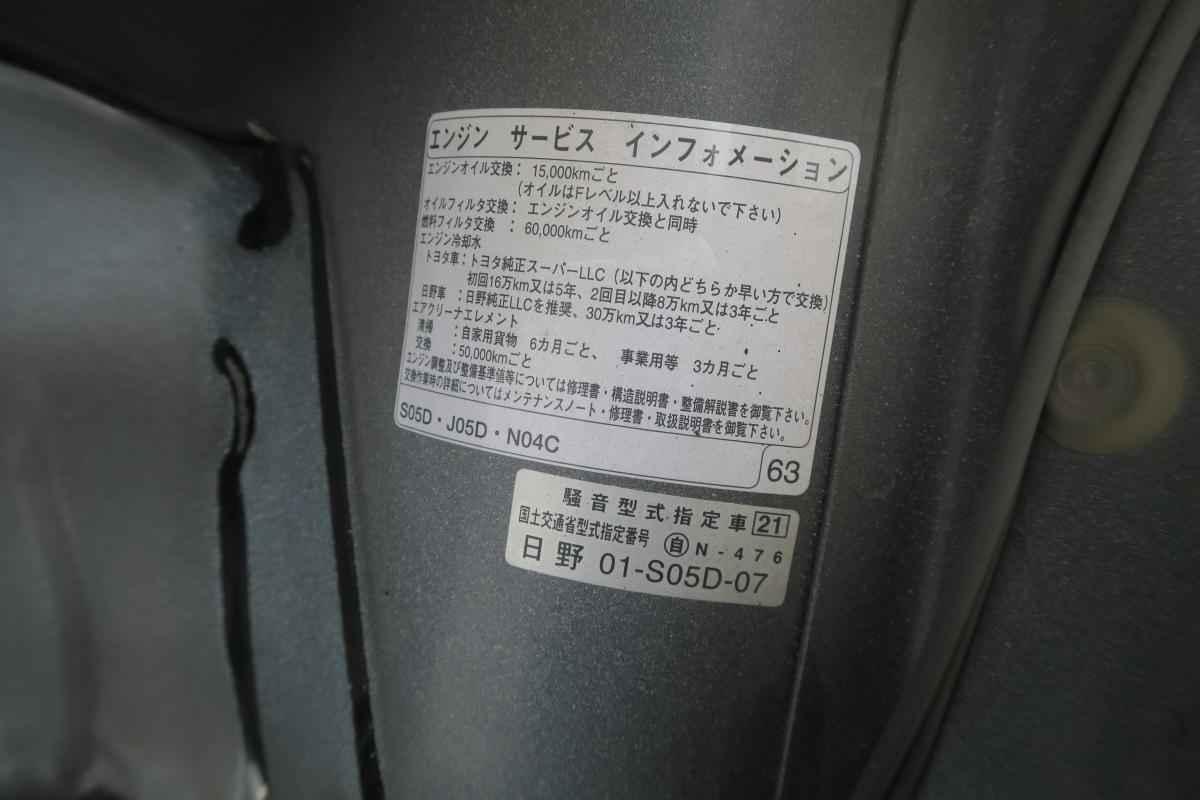 エンジン サービス インフォメーション
エンジンオイル交換： 15,000kmごと
(オイルはFレベル以上入れないで下さい)
オイルフィルタ交換： エンジンオイル交換と同時
燃料フィルタ交換 ： 60,000kmごと
エンジン冷却水
トヨタ車：トヨタ純正スーパーLLC（以下の内どちらか早い方で交換)
初回16万km又は5年、2回目以降8万km又は3年ごと
日野車 ：日野純正LLCを推奨、30万km又は3年ごと
エアクリーナエレメント
清掃 ：自家用貨物 6カ月ごと、 事業用等 3カ月ごと
交換 ：50,000kmごと
エンジン調整及び整備基準値等については修理書・構造説明書・整備解説書を御覧下さい。
交換作業時の詳細についてはメンテナンスノート・修理書・取扱説明書を御覧下さい。
S05D・J05D・N04C
63
騒音型式指定車 21
国土交通省型式指定番号 自 N-476
日野 01-S05D-07